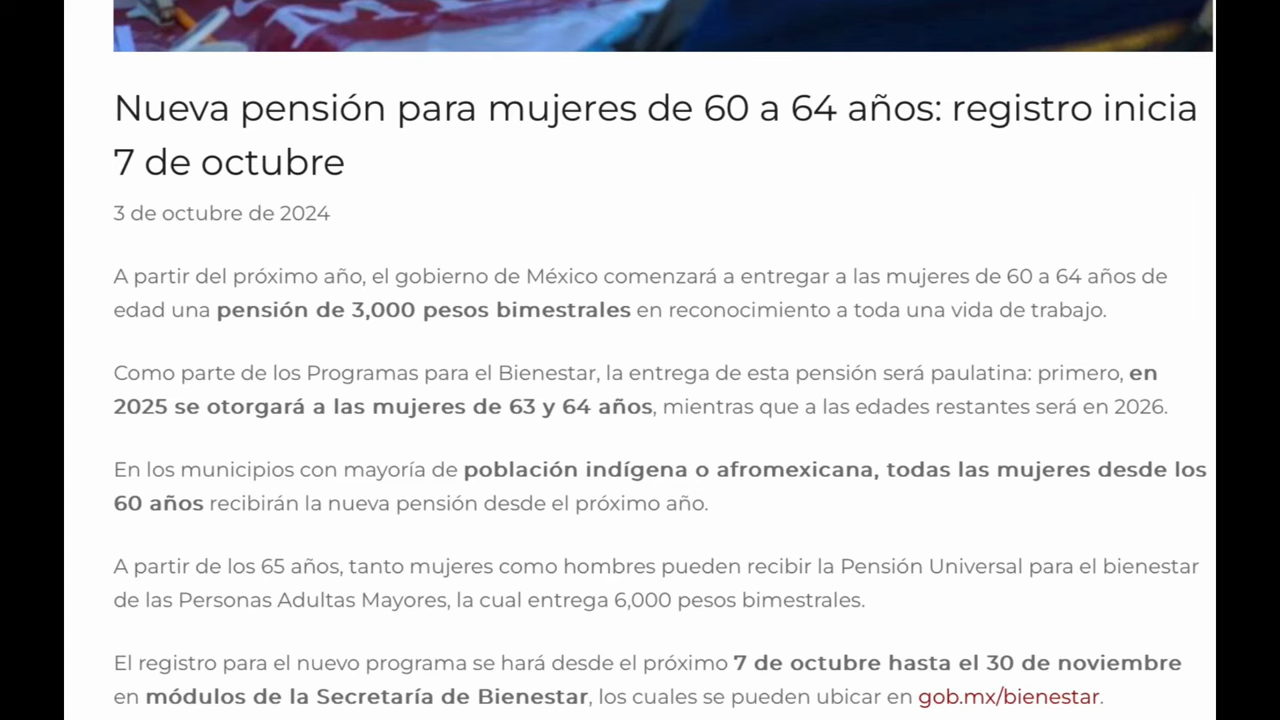 Nueva pensión para mujeres de 60 a 64 años: registro inicia
7 de octubre
3 de octubre de 2024
A partir del próximo año, el gobierno de México comenzará a entregar a las mujeres de 60 a 64 años de
edad una pensión de 3,000 pesos bimestrales en reconocimiento a toda una vida de trabajo.
Como parte de los Programas para el Bienestar, la entrega de esta pensión será paulatina: primero, en
2025 se otorgará a las mujeres de 63 y 64 años, mientras que a las edades restantes será en 2026.
En los municipios con mayoría de población indígena o afromexicana, todas las mujeres desde los
60 años recibirán la nueva pensión desde el próximo año.
A partir de los 65 años, tanto mujeres como hombres pueden recibir la Pensión Universal para el bienestar
de las Personas Adultas Mayores, la cual entrega 6,000 pesos bimestrales.
El registro para el nuevo programa se hará desde el próximo 7 de octubre hasta el 30 de noviembre
en módulos de la Secretaría de Bienestar, los cuales se pueden ubicar en gob.mx/bienestar.